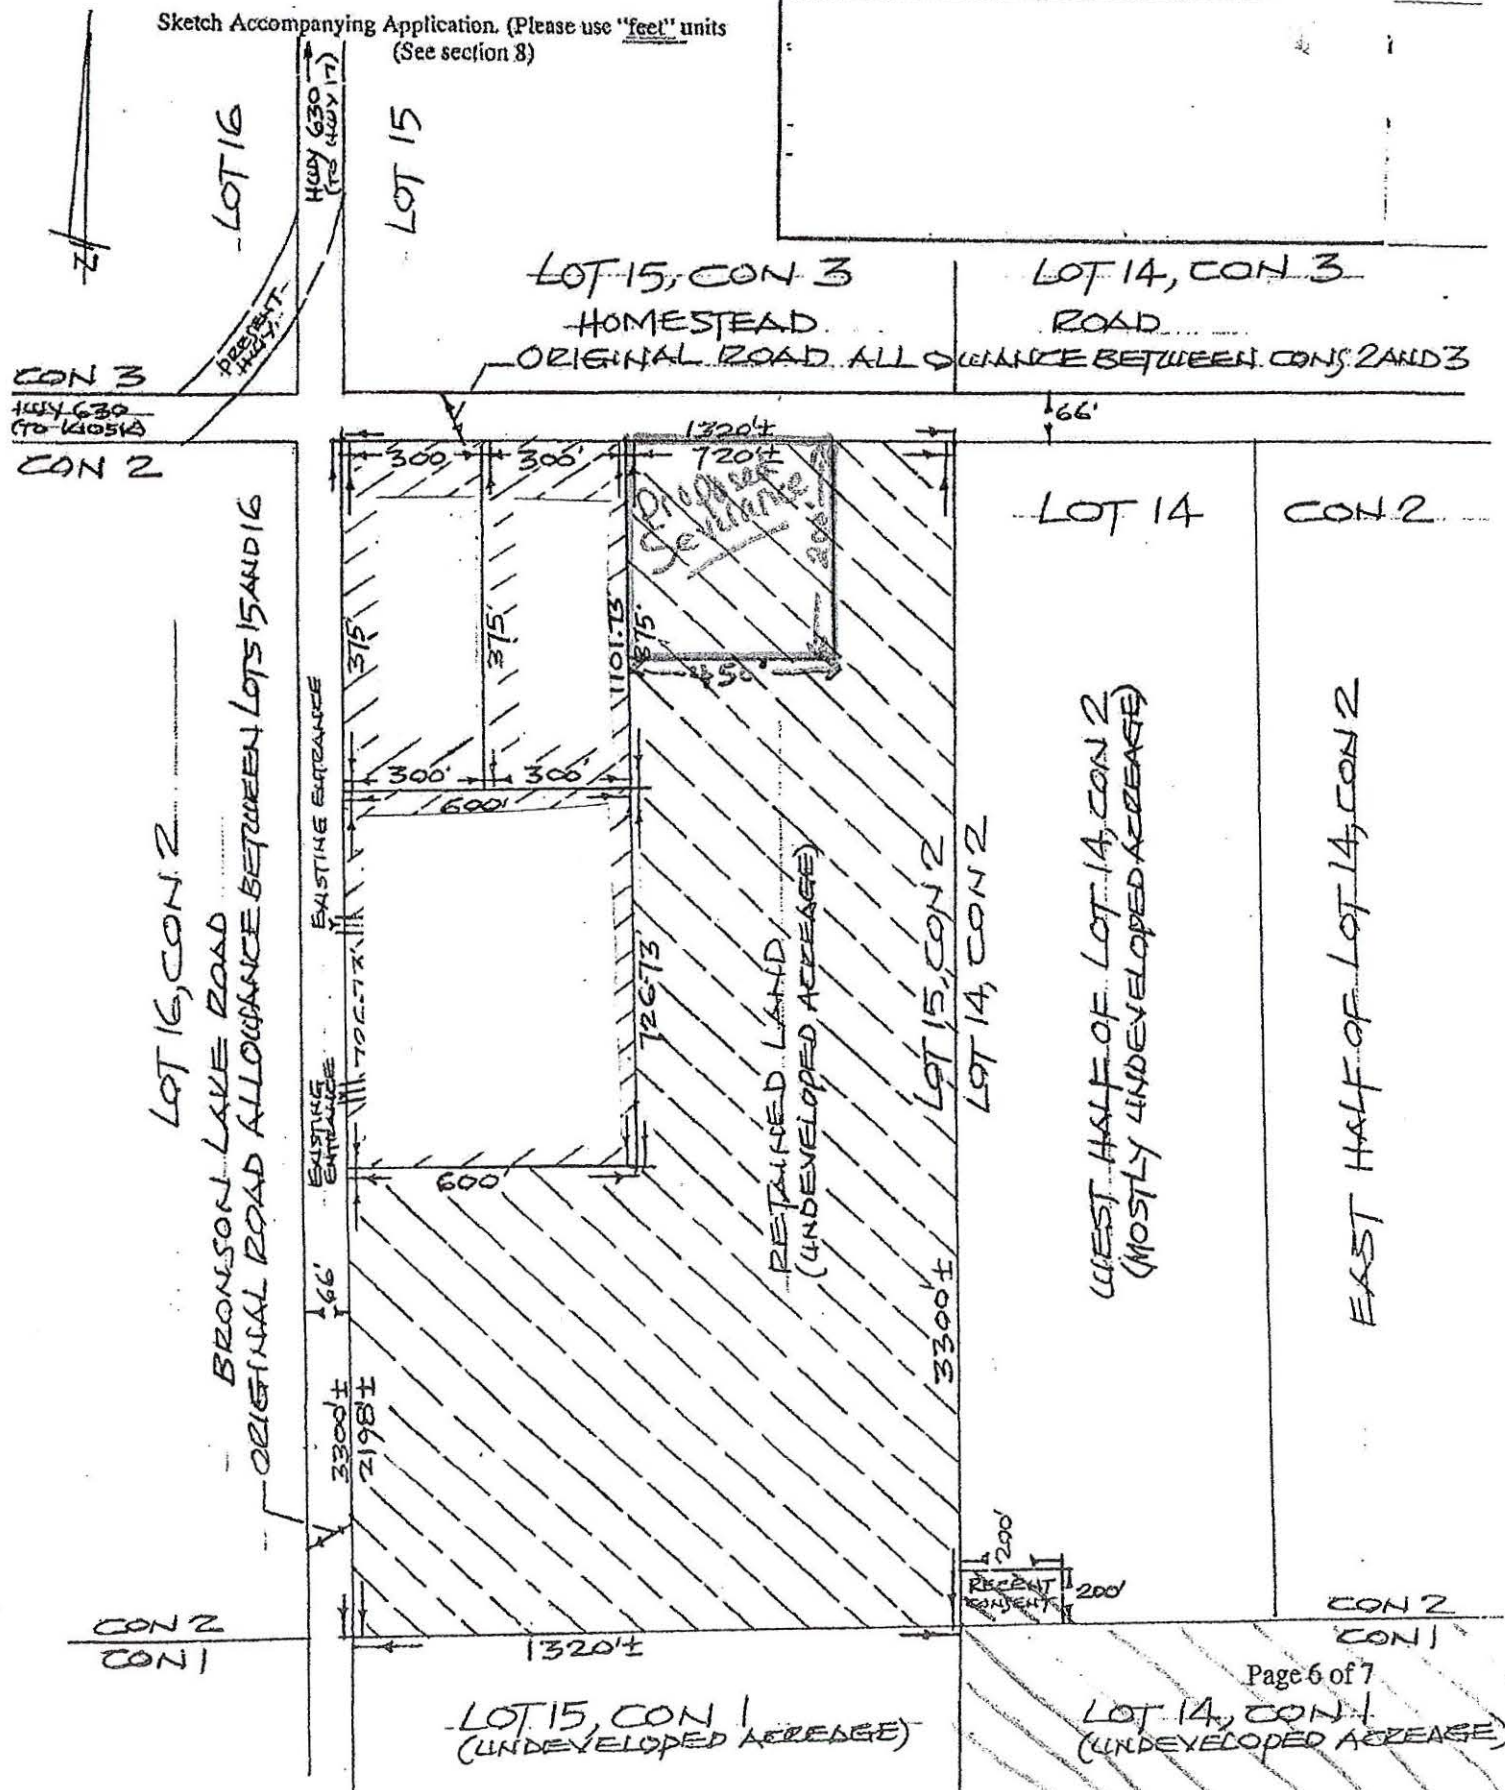 Sketch Accompanying Application. (Please use "feet" units
(See section 8)
N
LOT 16
HWY 630
(TO HWY 17)
LOT 15
PRESENT
HWY.
LOT 15, CON 3
HOMESTEAD
LOT 14, CON 3
ROAD
ORIGINAL ROAD ALLOWANCE BETWEEN CONS 2 AND 3
CON 3
HWY 630
(TO KIOSK)
CON 2
66'
1320'±
300
300'
720'±
Proposed
Severance
LOT 14
CON 2
375'
375'
1101.73
375'
450'
300'
300'
600'
LOT 16, CON 2
BRONSON LAKE ROAD
ORIGINAL ROAD ALLOWANCE BETWEEN LOTS 15 AND 16
EXISTING ENTRANCE
EXISTING
ENTRANCE
726.73'
600'
RETAINED LAND
(UNDEVELOPED ACREAGE)
LOT 15, CON 2
LOT 14, CON 2
WEST HALF OF LOT 14, CON 2
(MOSTLY UNDEVELOPED ACREAGE)
EAST HALF OF LOT 14, CON 2
66'
3300'±
2198'±
3300'±
200'
RECENT
CONSENT
200'
CON 2
CON 1
1320'±
CON 2
CON 1
Page 6 of 7
LOT 15, CON 1
(UNDEVELOPED ACREAGE)
LOT 14, CON 1
(UNDEVELOPED ACREAGE)